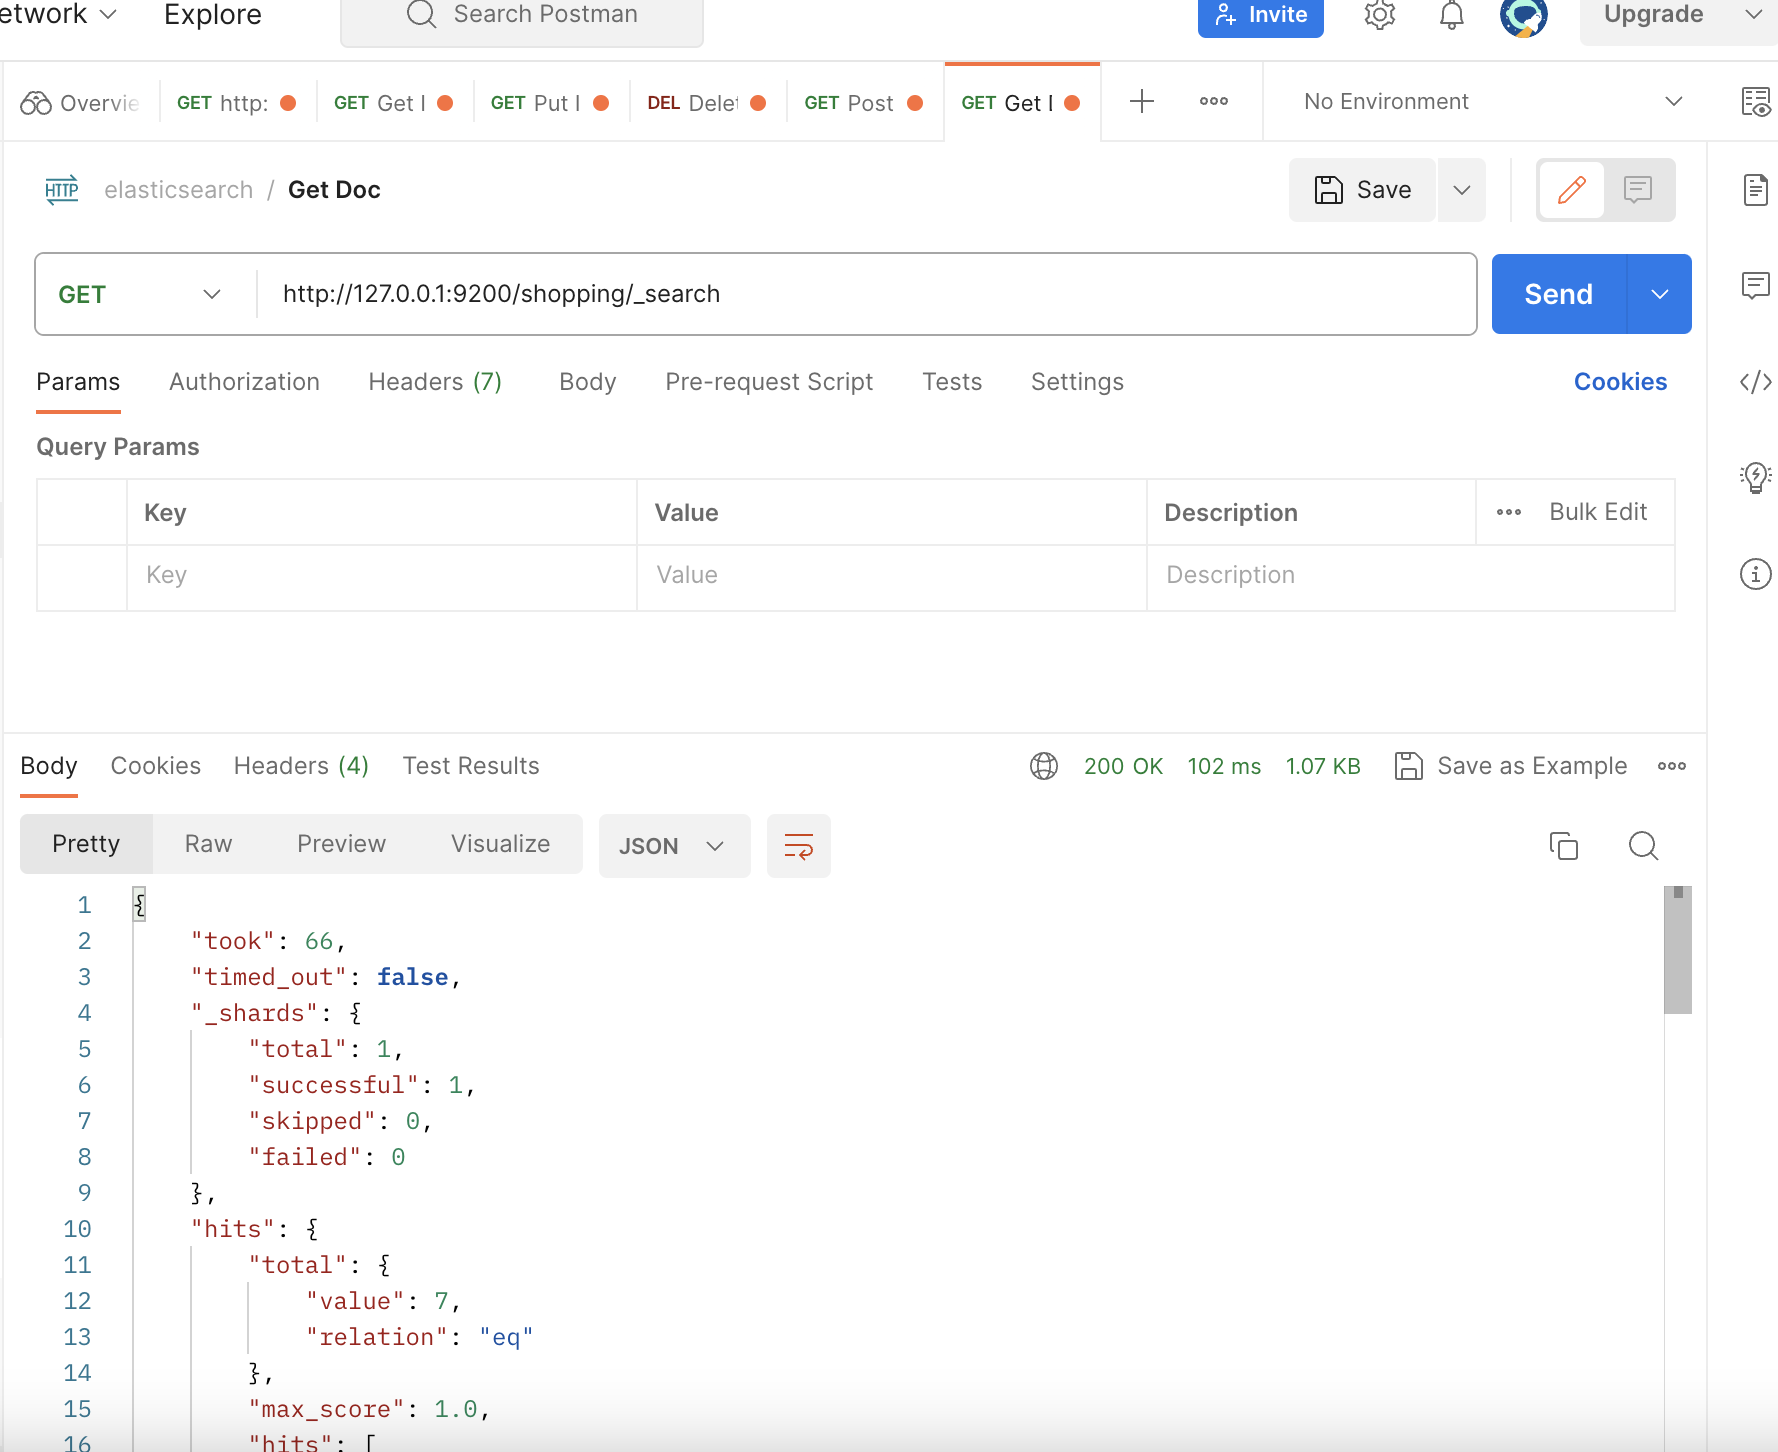 etwork Explore Search Postman Invite Upgrade
Overvie GET http: GET Get I GET Put I DEL Delet GET Post GET Get I No Environment
HTTP elasticsearch / Get Doc Save
GET http://127.0.0.1:9200/shopping/_search Send
Params Authorization Headers (7) Body Pre-request Script Tests Settings Cookies
Query Params
Key Value Description Bulk Edit
Key Value Description
Body Cookies Headers (4) Test Results 200 OK 102 ms 1.07 KB Save as Example
Pretty Raw Preview Visualize JSON
1 {
2 "took": 66,
3 "timed_out": false,
4 "_shards": {
5 "total": 1,
6 "successful": 1,
7 "skipped": 0,
8 "failed": 0
9 },
10 "hits": {
11 "total": {
12 "value": 7,
13 "relation": "eq"
14 },
15 "max_score": 1.0,
16 "hits": [